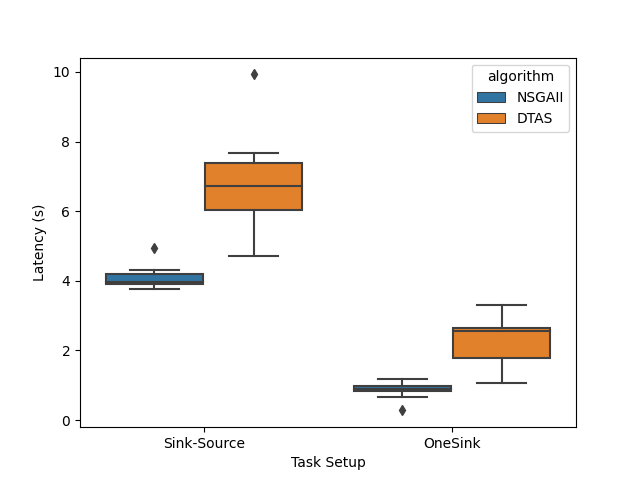 10
8
6
4
2
0
Latency (s)
algorithm
NSGAII
DTAS
Sink-Source
OneSink
Task Setup